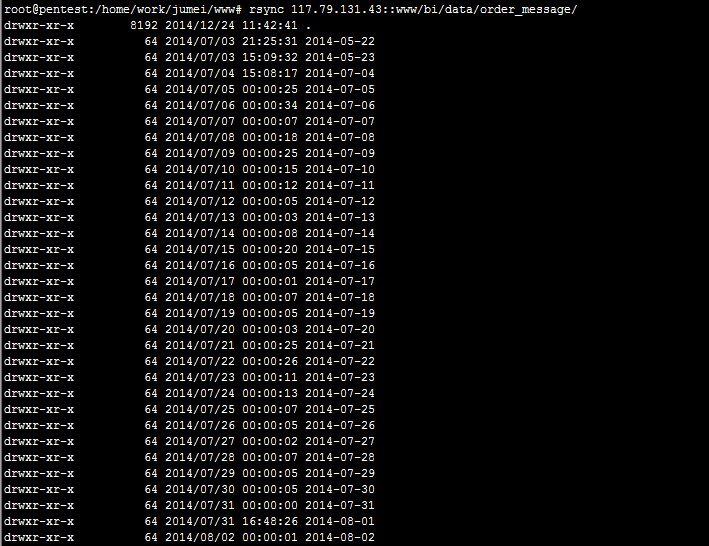 root@pentest:/home/work/jumei/www# rsync 117.79.131.43::www/bi/data/order_message/
drwxr-xr-x        8192 2014/12/24 11:42:41 .
drwxr-xr-x          64 2014/07/03 21:25:31 2014-05-22
drwxr-xr-x          64 2014/07/03 15:09:32 2014-05-23
drwxr-xr-x          64 2014/07/04 15:08:17 2014-07-04
drwxr-xr-x          64 2014/07/05 00:00:25 2014-07-05
drwxr-xr-x          64 2014/07/06 00:00:34 2014-07-06
drwxr-xr-x          64 2014/07/07 00:00:07 2014-07-07
drwxr-xr-x          64 2014/07/08 00:00:18 2014-07-08
drwxr-xr-x          64 2014/07/09 00:00:25 2014-07-09
drwxr-xr-x          64 2014/07/10 00:00:15 2014-07-10
drwxr-xr-x          64 2014/07/11 00:00:12 2014-07-11
drwxr-xr-x          64 2014/07/12 00:00:05 2014-07-12
drwxr-xr-x          64 2014/07/13 00:00:03 2014-07-13
drwxr-xr-x          64 2014/07/14 00:00:08 2014-07-14
drwxr-xr-x          64 2014/07/15 00:00:20 2014-07-15
drwxr-xr-x          64 2014/07/16 00:00:05 2014-07-16
drwxr-xr-x          64 2014/07/17 00:00:01 2014-07-17
drwxr-xr-x          64 2014/07/18 00:00:07 2014-07-18
drwxr-xr-x          64 2014/07/19 00:00:05 2014-07-19
drwxr-xr-x          64 2014/07/20 00:00:03 2014-07-20
drwxr-xr-x          64 2014/07/21 00:00:25 2014-07-21
drwxr-xr-x          64 2014/07/22 00:00:26 2014-07-22
drwxr-xr-x          64 2014/07/23 00:00:11 2014-07-23
drwxr-xr-x          64 2014/07/24 00:00:13 2014-07-24
drwxr-xr-x          64 2014/07/25 00:00:07 2014-07-25
drwxr-xr-x          64 2014/07/26 00:00:05 2014-07-26
drwxr-xr-x          64 2014/07/27 00:00:02 2014-07-27
drwxr-xr-x          64 2014/07/28 00:00:07 2014-07-28
drwxr-xr-x          64 2014/07/29 00:00:05 2014-07-29
drwxr-xr-x          64 2014/07/30 00:00:05 2014-07-30
drwxr-xr-x          64 2014/07/31 00:00:00 2014-07-31
drwxr-xr-x          64 2014/07/31 16:48:26 2014-08-01
drwxr-xr-x          64 2014/08/02 00:00:01 2014-08-02